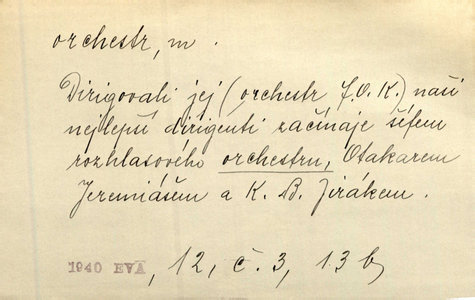 orchestr, m.
Dirigovali jej (orchestr F.O.K.) naši
nejlepší dirigenti začínaje šéfem
rozhlasového orchestru, Otakarem
Jeremiášem a K. B. Jirákem.
1940 EVA, 12, č. 3, 13 b